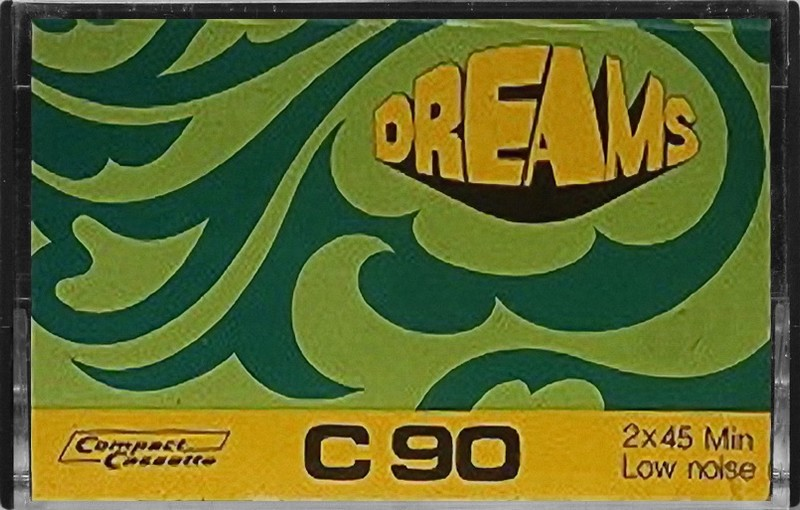 DREAMS
Compact
Cassette
C 90
2x45 Min
Low noise